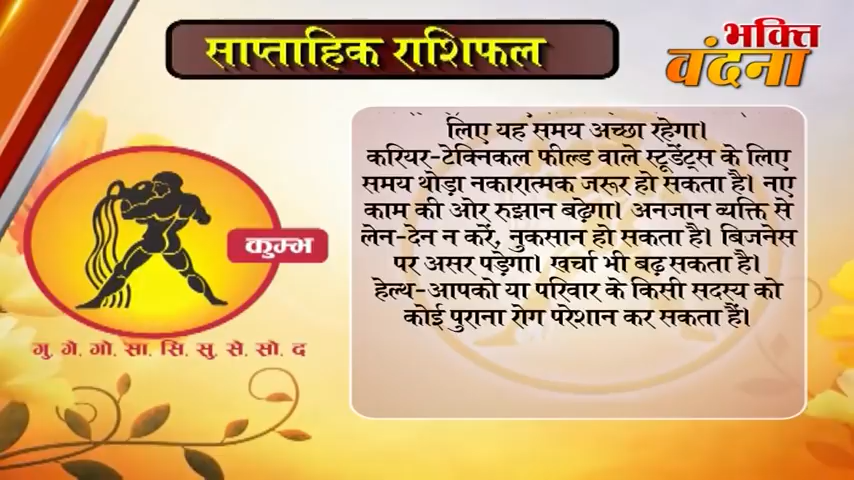 साप्ताहिक राशिफल
भक्ति
वंदना
लिए यह समय अच्छा रहेगा।
करियर-टेक्निकल फील्ड वाले स्टूडेंट्स के लिए
समय थोड़ा नकारात्मक जरूर हो सकता है। नए
काम की ओर रुझान बढ़ेगा। अनजान व्यक्ति से
लेन-देन न करें, नुकसान हो सकता है। बिजनेस
पर असर पड़ेगा। खर्चा भी बढ़ सकता है।
हेल्थ-आपको या परिवार के किसी सदस्य को
कोई पुराना रोग परेशान कर सकता हैं।
कुम्भ
गु, गे, गो, सा, सि, सु, से, सो, द